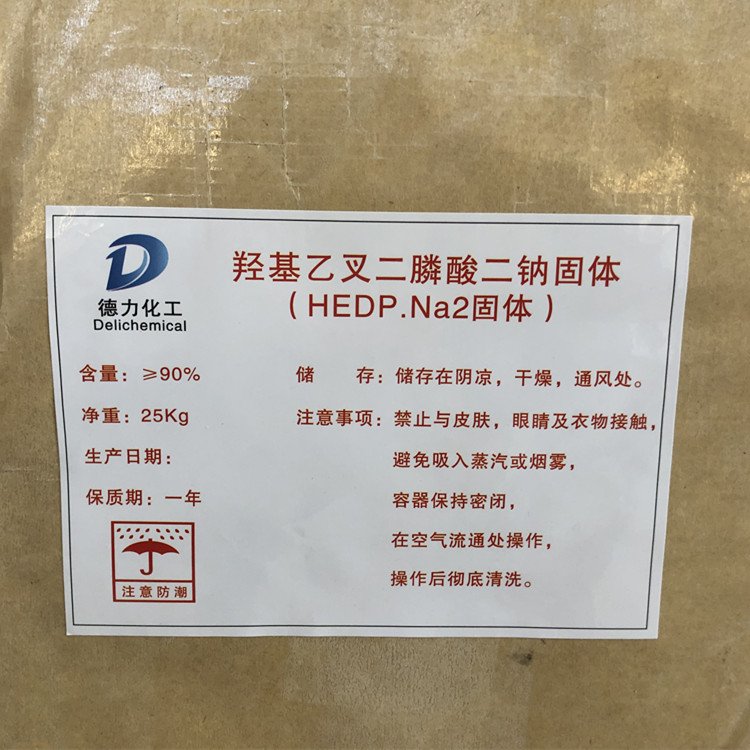 羟基乙叉二膦酸二钠固体
（HEDP.Na2固体）
德力化工
Delichemical
含量：≥90%
净重：25Kg
生产日期：
保质期：一年
注意防潮
储 存：储存在阴凉，干燥，通风处。
注意事项：禁止与皮肤，眼睛及衣物接触，
避免吸入蒸汽或烟雾，
容器保持密闭，
在空气流通处操作，
操作后彻底清洗。